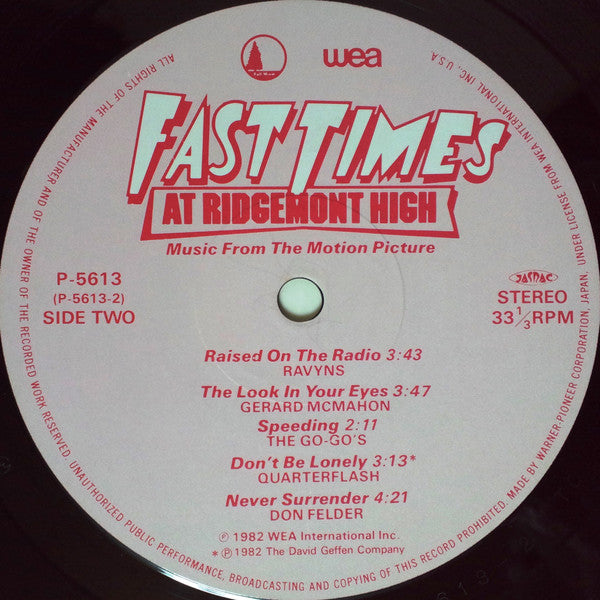 wea
FAST TIMES
AT RIDGEMONT HIGH
Music From The Motion Picture
P-5613
(P-5613-2)
SIDE TWO
JASRAC
STEREO
33 1/3 RPM
Raised On The Radio 3:43
RAVYNS
The Look In Your Eyes 3:47
GERARD MCMAHON
Speeding 2:11
THE GO-GO'S
Don't Be Lonely 3:13*
QUARTERFLASH
Never Surrender 4:21
DON FELDER
℗ 1982 WEA International Inc.
* ℗ 1982 The David Geffen Company
ALL RIGHTS OF THE MANUFACTURER AND OF THE OWNER OF THE RECORDED WORK RESERVED. UNAUTHORIZED PUBLIC PERFORMANCE, BROADCASTING AND COPYING OF THIS RECORD PROHIBITED. MADE BY WARNER-PIONEER CORPORATION, JAPAN. UNDER LICENSE FROM WEA INTERNATIONAL INC., U.S.A.